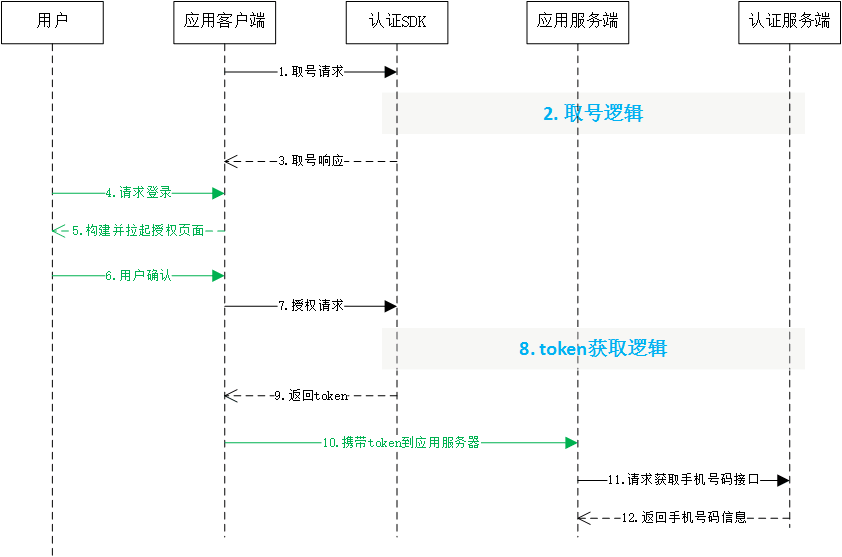 用户
应用客户端
认证SDK
应用服务端
认证服务端
1.取号请求
2. 取号逻辑
3.取号响应
4.请求登录
5.构建并拉起授权页面
6.用户确认
7.授权请求
8. token获取逻辑
9.返回token
10.携带token到应用服务器
11.请求获取手机号码接口
12.返回手机号码信息